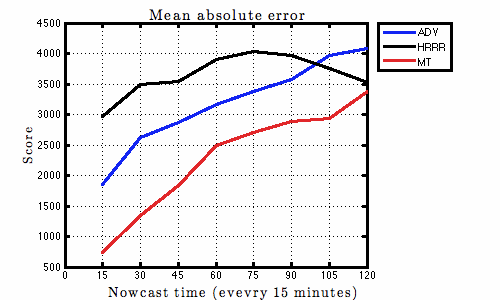 Mean absolute error
4500
4000
3500
3000
2500
2000
1500
1000
500
Score
0 15 30 45 60 75 90 105 120
Nowcast time (evevry 15 minutes)
ADV
HRRR
MT